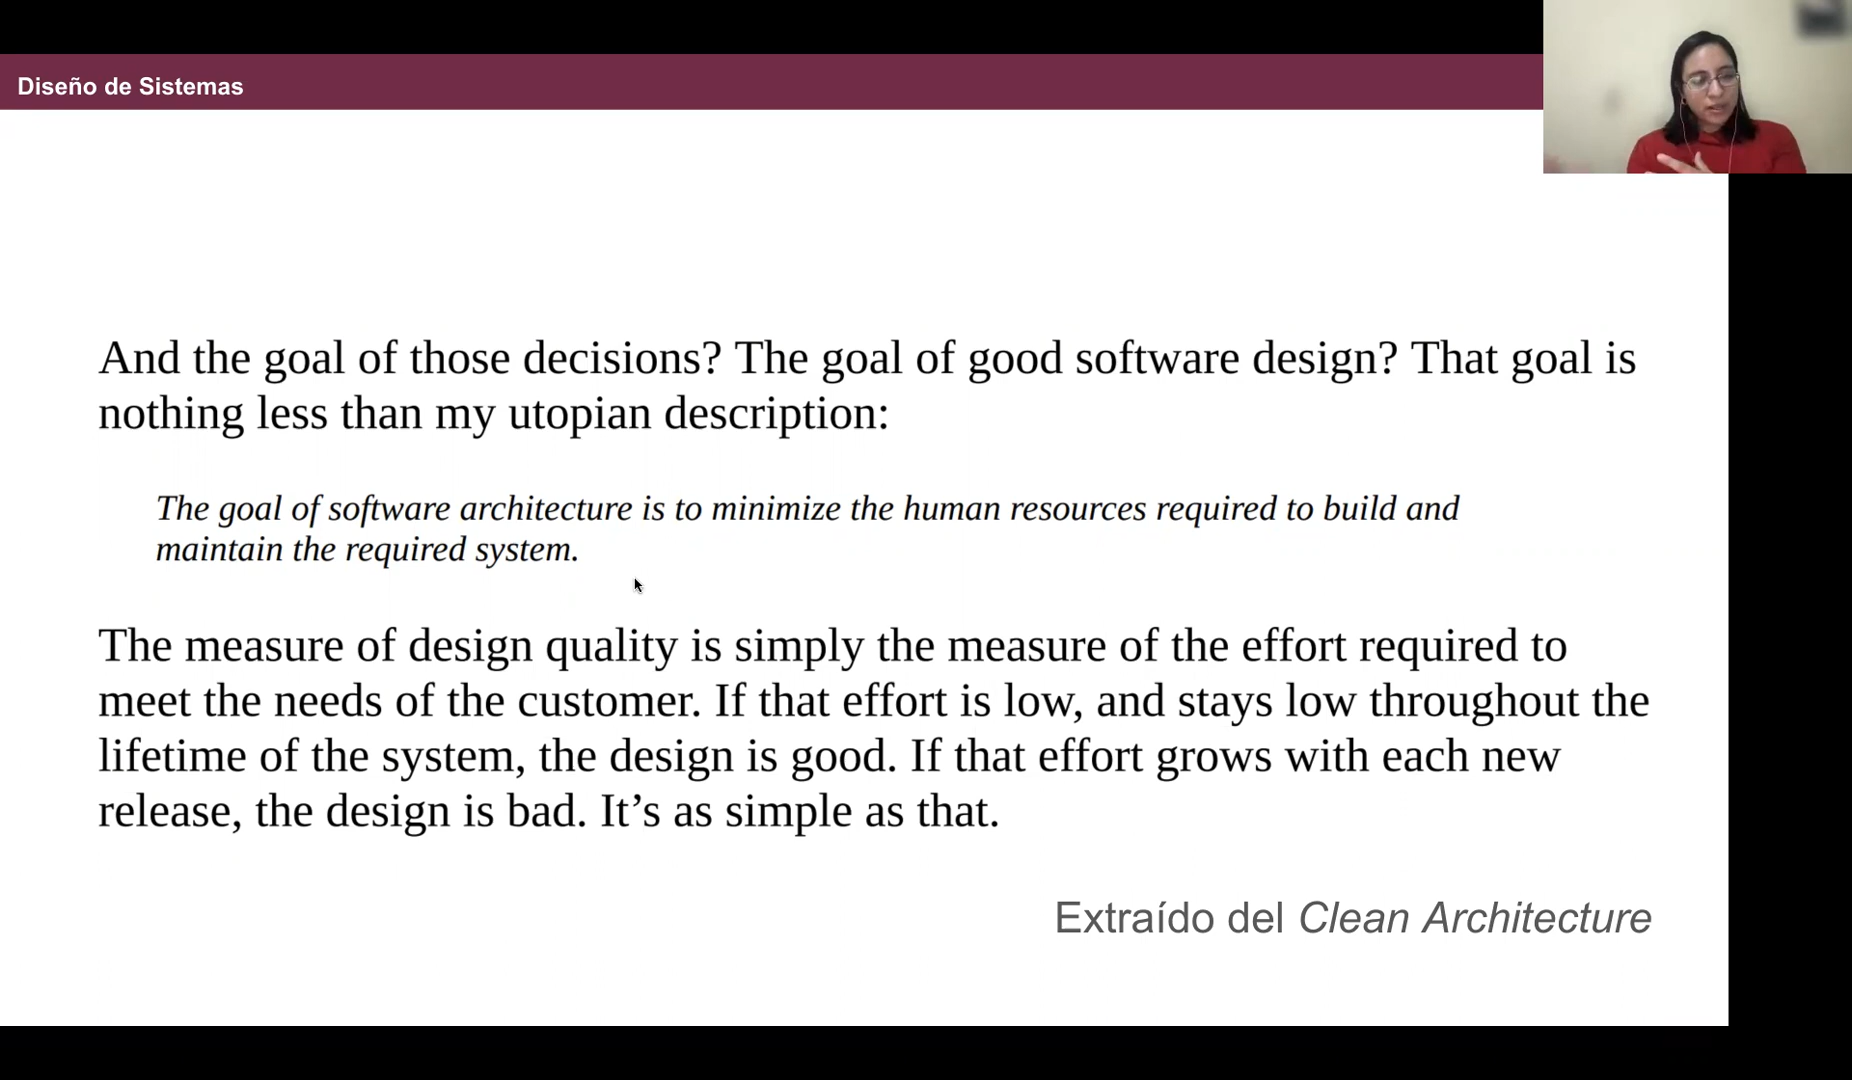 Diseño de Sistemas
And the goal of those decisions? The goal of good software design? That goal is
nothing less than my utopian description:
The goal of software architecture is to minimize the human resources required to build and
maintain the required system.
The measure of design quality is simply the measure of the effort required to
meet the needs of the customer. If that effort is low, and stays low throughout the
lifetime of the system, the design is good. If that effort grows with each new
release, the design is bad. It’s as simple as that.
Extraído del Clean Architecture